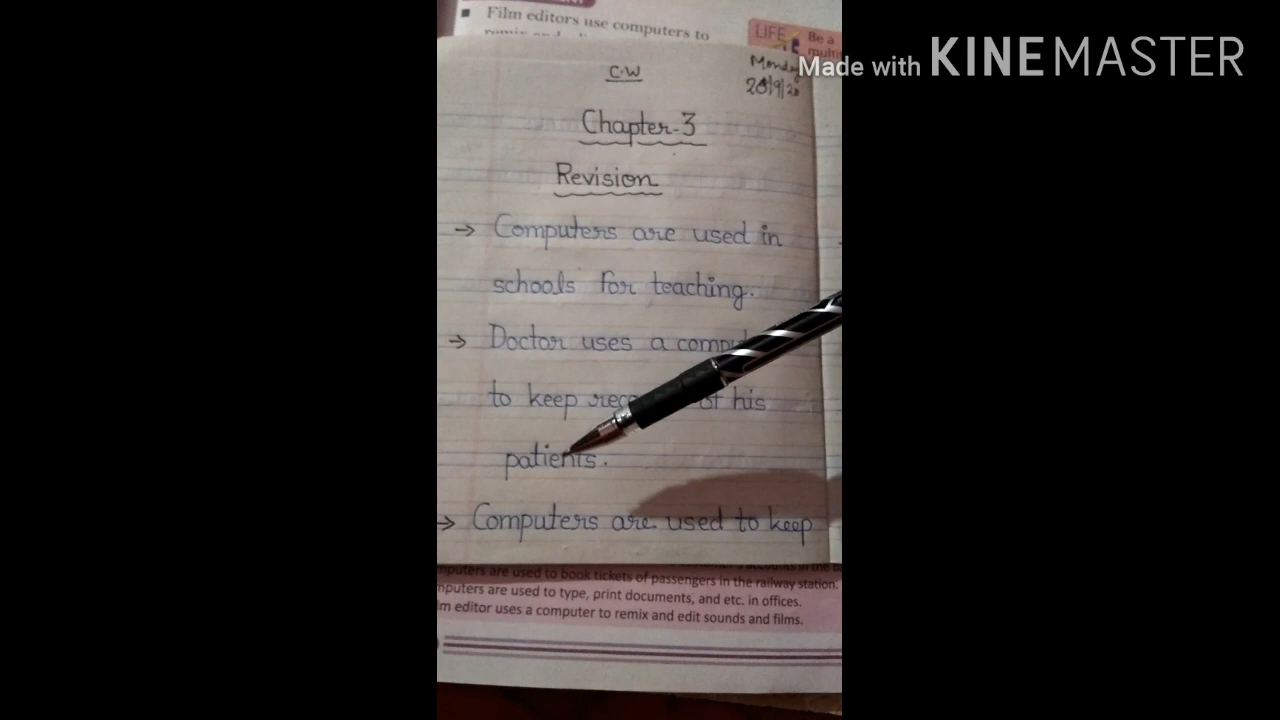 Film editors use computers to
LIFE
Be a
Made with KINEMASTER
C.W
Monday
28/9/20
Chapter-3
Revision
→ Computers are used in
schools for teaching.
→ Doctor uses a
to keep his
patients.
→ Computers are used to keep
mputers are used to book tickets of passengers in the railway station.
mputers are used to type, print documents, and etc. in offices.
lm editor uses a computer to remix and edit sounds and films.